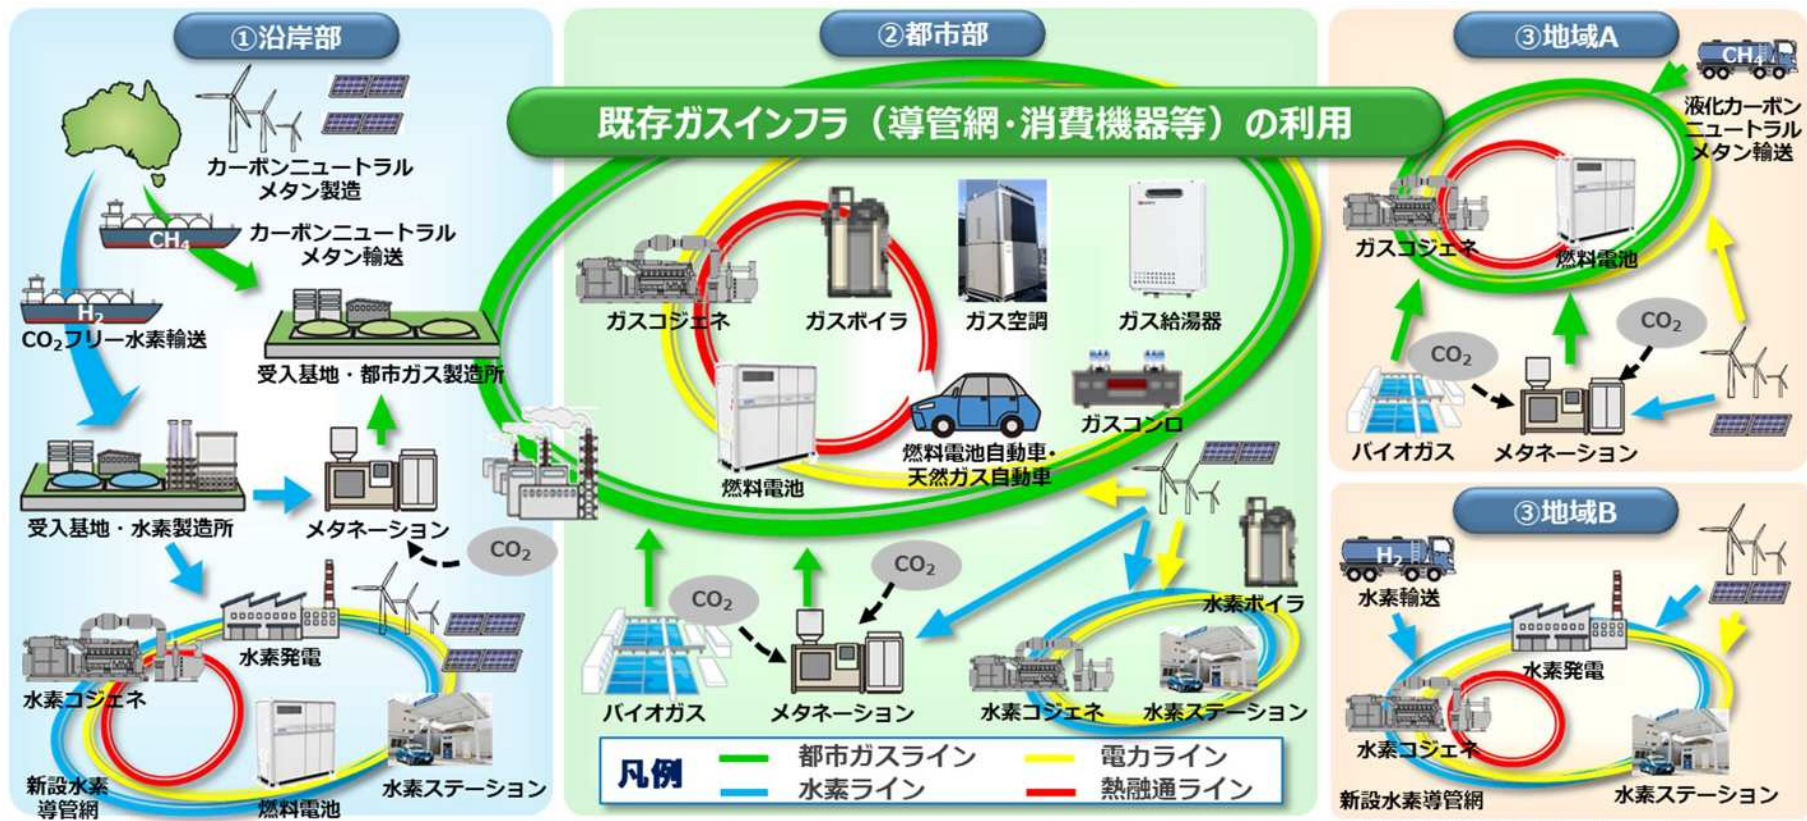 ①沿岸部
カーボンニュートラル
メタン製造
CH₄
カーボンニュートラル
メタン輸送
H₂
CO₂フリー水素輸送
受入基地・都市ガス製造所
受入基地・水素製造所
メタネーション
CO₂
水素発電
水素コジェネ
新設水素
導管網
燃料電池
水素ステーション
②都市部
既存ガスインフラ（導管網・消費機器等）の利用
ガスコジェネ
ガスボイラ
ガス空調
ガス給湯器
燃料電池
燃料電池自動車・
天然ガス自動車
ガスコンロ
CO₂
CO₂
バイオガス
メタネーション
水素ボイラ
水素コジェネ
水素ステーション
凡例
都市ガスライン
電力ライン
水素ライン
熱融通ライン
③地域A
CH₄
液化カーボン
ニュートラル
メタン輸送
ガスコジェネ
燃料電池
CO₂
CO₂
バイオガス
メタネーション
③地域B
H₂
水素輸送
水素発電
水素コジェネ
新設水素導管網
水素ステーション